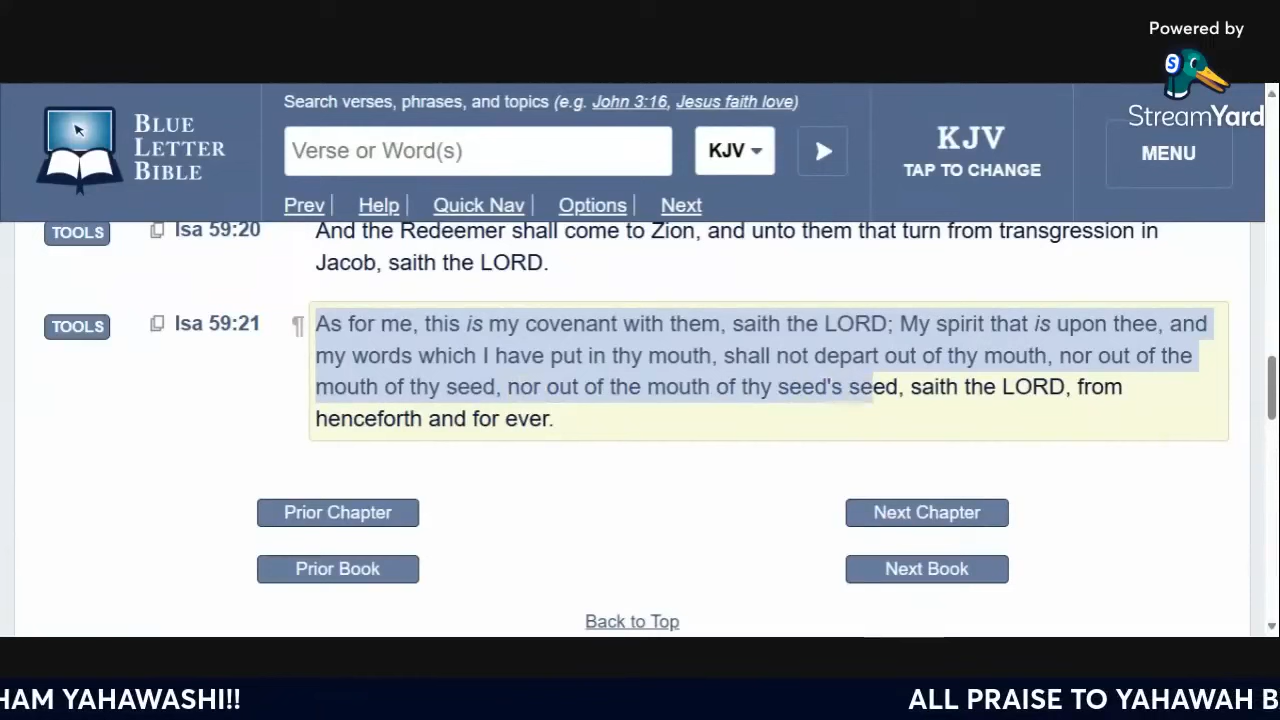 Powered by
StreamYard
Search verses, phrases, and topics (e.g. John 3:16, Jesus faith love)
BLUE
LETTER
BIBLE
Verse or Word(s)
KJV
KJV
TAP TO CHANGE
MENU
Prev | Help | Quick Nav | Options | Next
TOOLS Isa 59:20 And the Redeemer shall come to Zion, and unto them that turn from transgression in
Jacob, saith the LORD.
TOOLS Isa 59:21 ¶ As for me, this is my covenant with them, saith the LORD; My spirit that is upon thee, and
my words which I have put in thy mouth, shall not depart out of thy mouth, nor out of the
mouth of thy seed, nor out of the mouth of thy seed's seed, saith the LORD, from
henceforth and for ever.
Prior Chapter Next Chapter
Prior Book Next Book
Back to Top
HAM YAHAWASHI!! ALL PRAISE TO YAHAWAH B